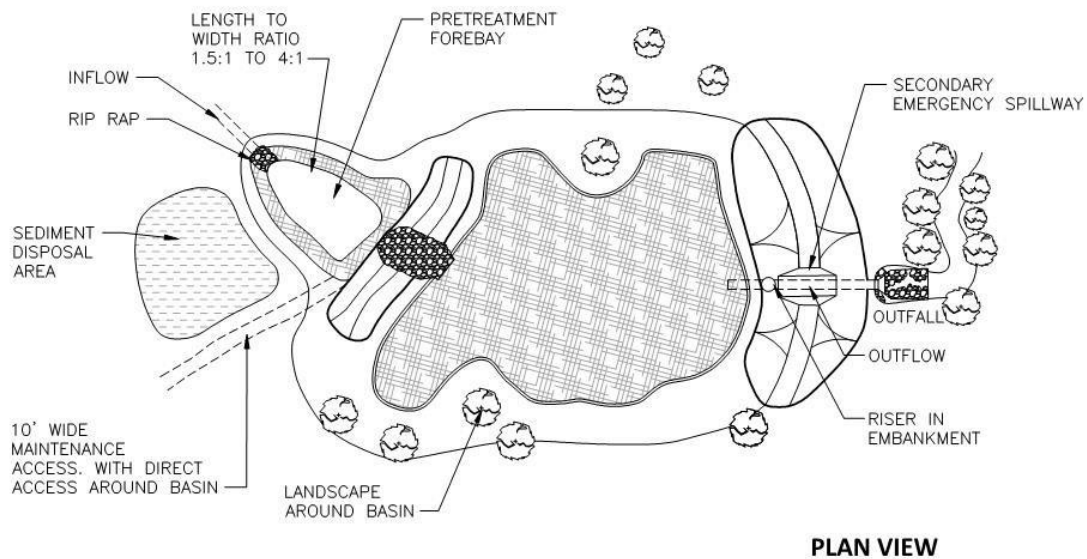 LENGTH TO
WIDTH RATIO
1.5:1 TO 4:1
PRETREATMENT
FOREBAY
INFLOW
RIP RAP
SECONDARY
EMERGENCY SPILLWAY
SEDIMENT
DISPOSAL
AREA
OUTFALL
OUTFLOW
RISER IN
EMBANKMENT
10' WIDE
MAINTENANCE
ACCESS. WITH DIRECT
ACCESS AROUND BASIN
LANDSCAPE
AROUND BASIN
PLAN VIEW